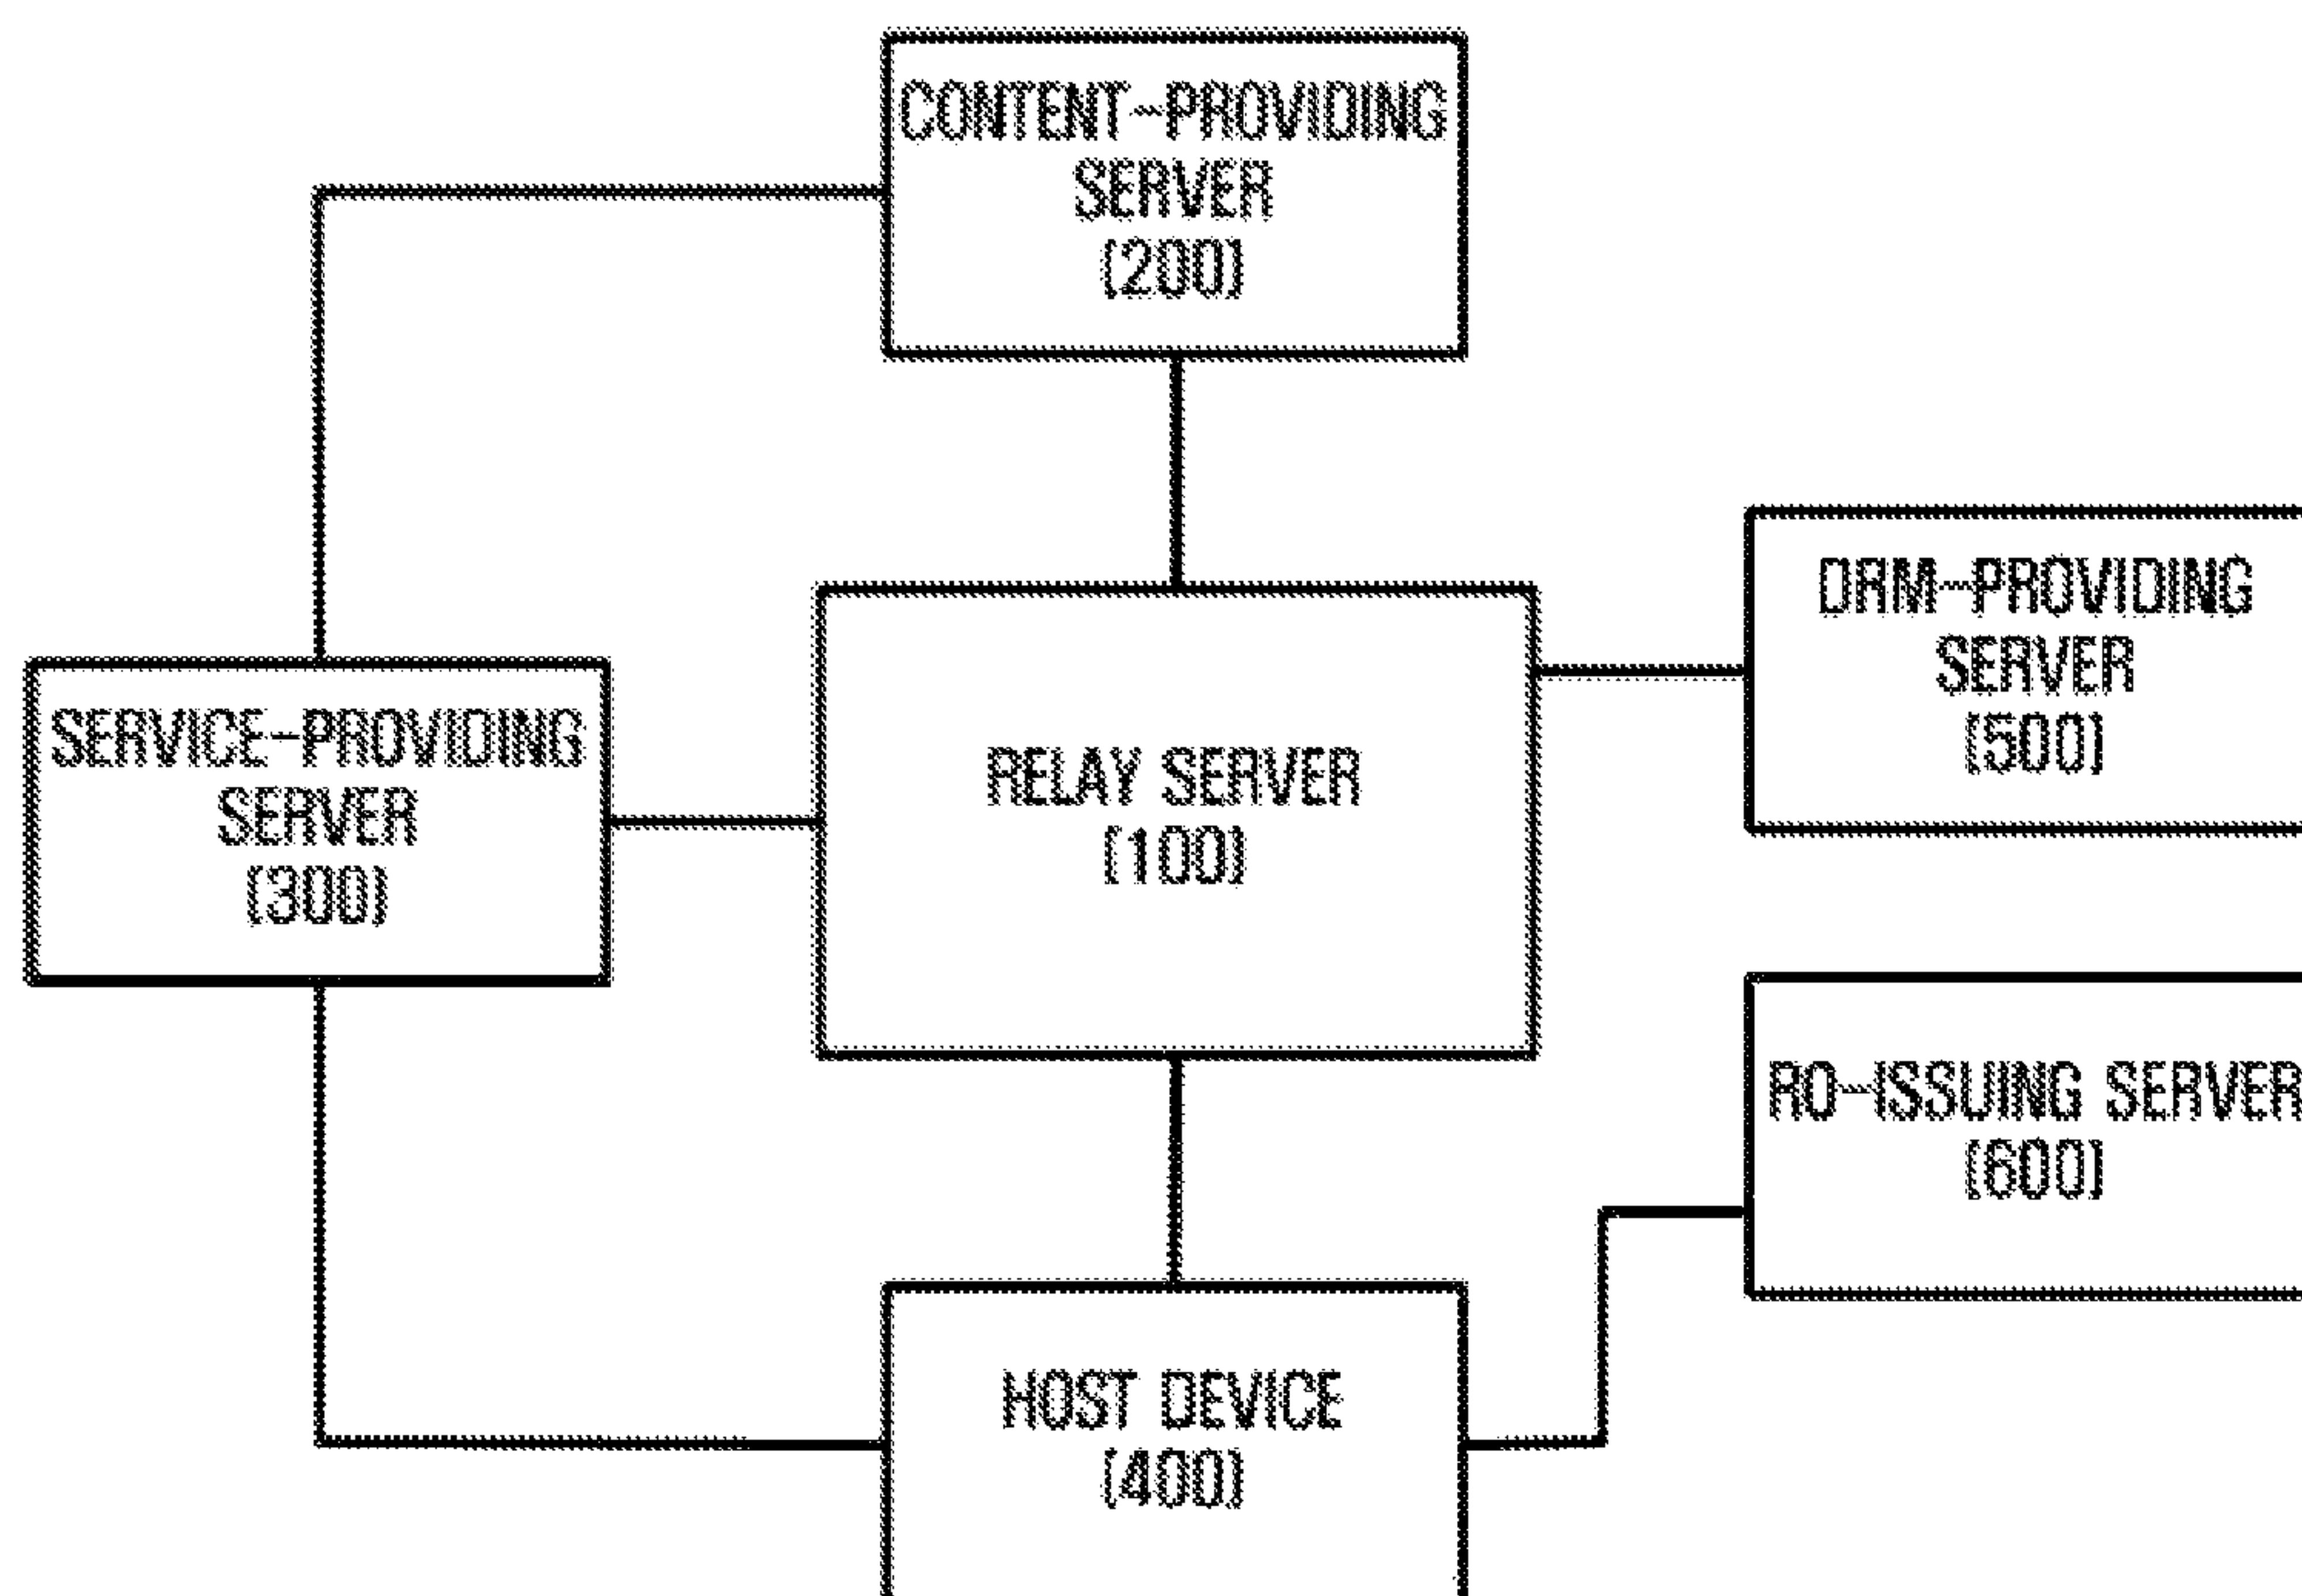 CONTENT-PROVIDING
SERVER
(200)
DRM-PROVIDING
SERVER
(500)
SERVICE-PROVIDING
SERVER
(300)
RELAY SERVER
(100)
RO-ISSUING SERVER
(600)
HOST DEVICE
(400)